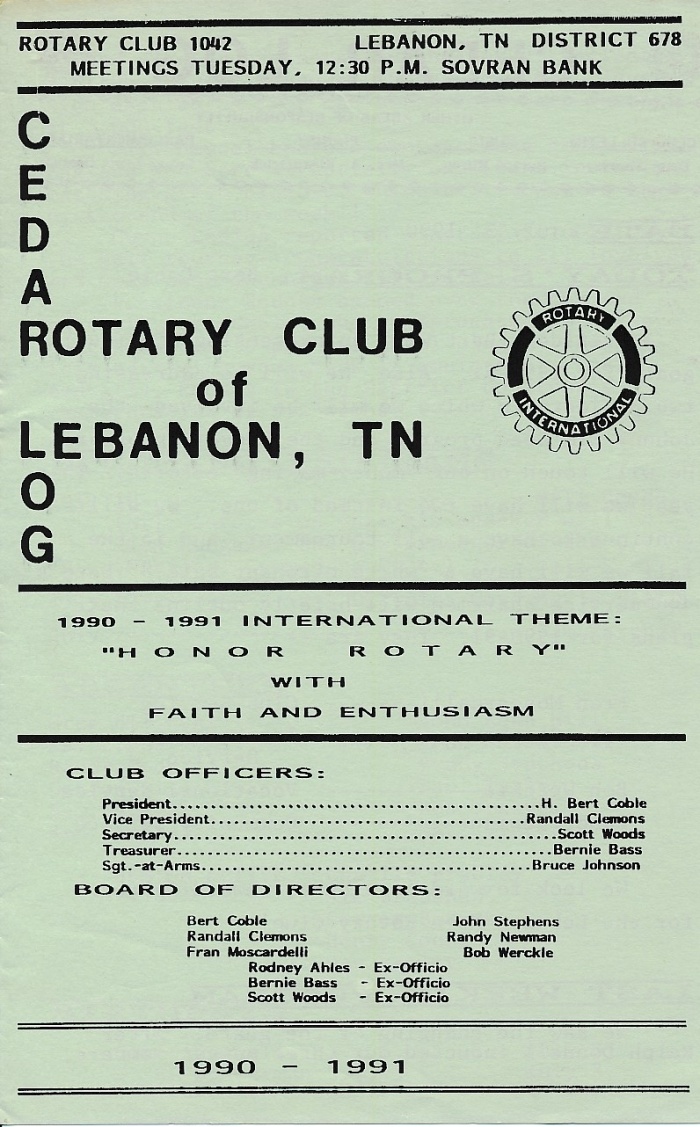 ROTARY CLUB 1042 LEBANON, TN DISTRICT 678
MEETINGS TUESDAY, 12:30 P.M. SOVRAN BANK
C
E
D
A
ROTARY CLUB
of
LEBANON, TN
O
G
ROTARY
INTERNATIONAL
1990 - 1991 INTERNATIONAL THEME:
"HONOR ROTARY"
WITH
FAITH AND ENTHUSIASM
CLUB OFFICERS:
President..........................................H. Bert Coble
Vice President....................................Randall Clemons
Secretary............................................Scott Woods
Treasurer...........................................Bernie Bass
Sgt.-at-Arms......................................Bruce Johnson
BOARD OF DIRECTORS:
Bert Coble John Stephens
Randall Clemons Randy Newman
Fran Moscardelli Bob Werckle
Rodney Ahles - Ex-Officio
Bernie Bass - Ex-Officio
Scott Woods - Ex-Officio
1990 - 1991